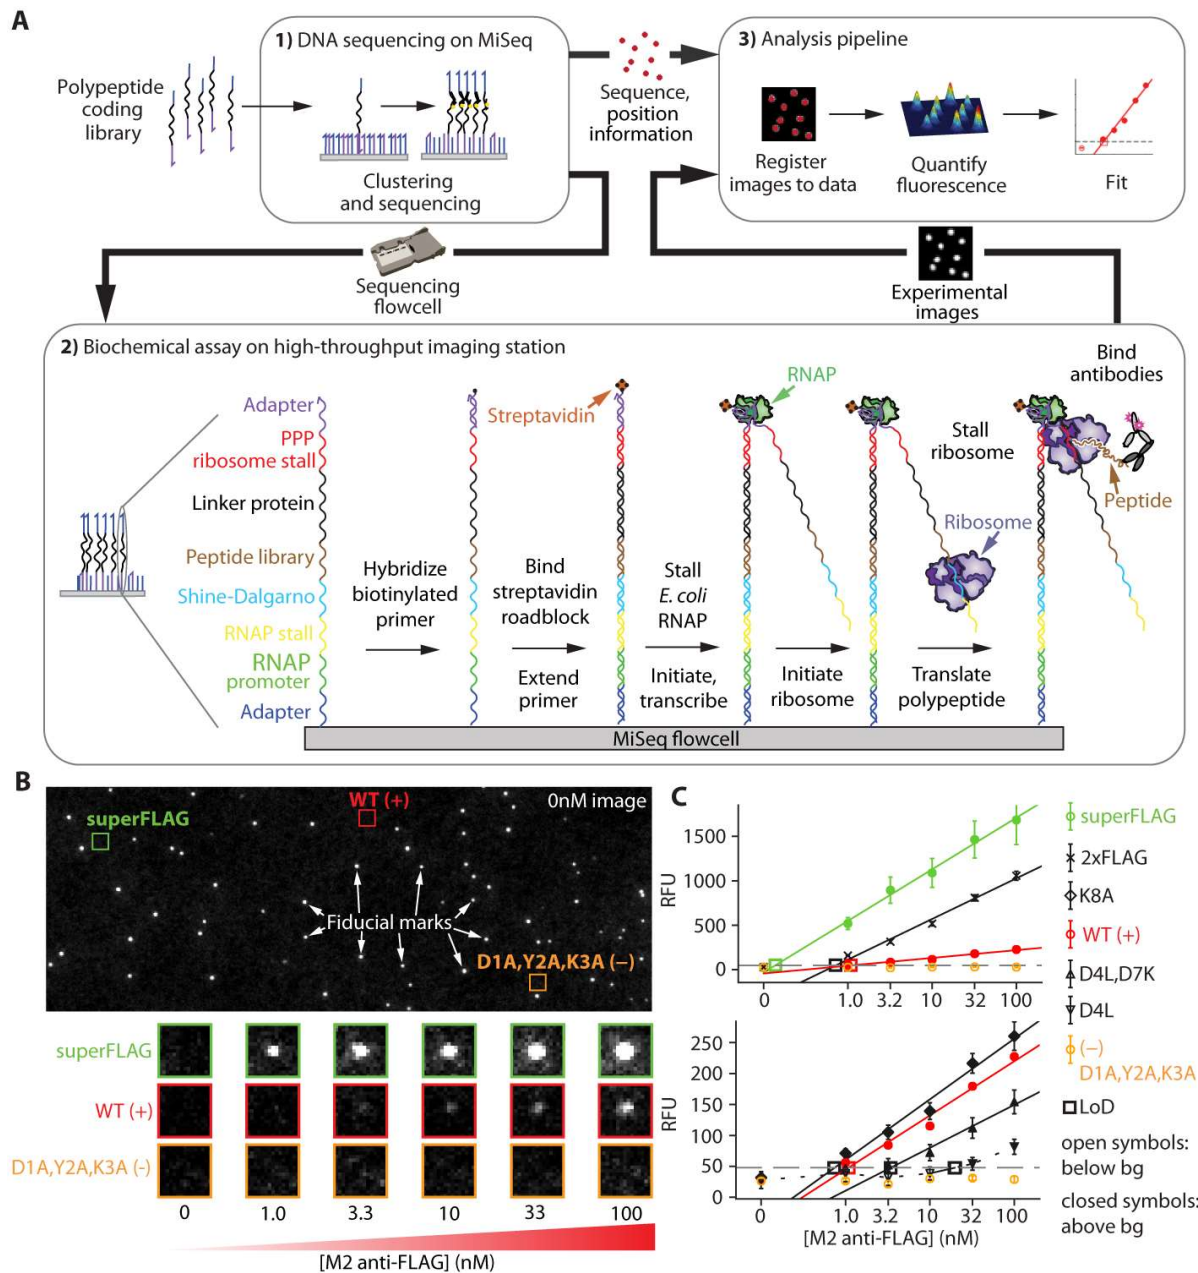 A
1) DNA sequencing on MiSeq
Polypeptide
coding
library
Clustering
and sequencing
Sequence,
position
information
3) Analysis pipeline
Register
images to data
Quantify
fluorescence
Fit
Sequencing
flowcell
Experimental
images
2) Biochemical assay on high-throughput imaging station
Adapter
PPP
ribosome stall
Linker protein
Peptide library
Shine-Dalgarno
RNAP stall
RNAP
promoter
Adapter
Hybridize
biotinylated
primer
Streptavidin
Bind
streptavidin
roadblock
Extend
primer
RNAP
Stall
E. coli
RNAP
Initiate,
transcribe
Initiate
ribosome
Stall
ribosome
Ribosome
Translate
polypeptide
Bind
antibodies
Peptide
MiSeq flowcell
B
superFLAG
WT (+)
0nM image
Fiducial marks
D1A,Y2A,K3A (–)
superFLAG
WT (+)
D1A,Y2A,K3A (-)
0 1.0 3.3 10 33 100
[M2 anti-FLAG] (nM)
C
RFU
1500
1000
500
0
0 1.0 3.2 10 32 100
RFU
250
200
150
100
50
0
0 1.0 3.2 10 32 100
[M2 anti-FLAG] (nM)
superFLAG
2xFLAG
K8A
WT (+)
D4L,D7K
D4L
(–)
D1A,Y2A,K3A
LoD
open symbols:
below bg
closed symbols:
above bg